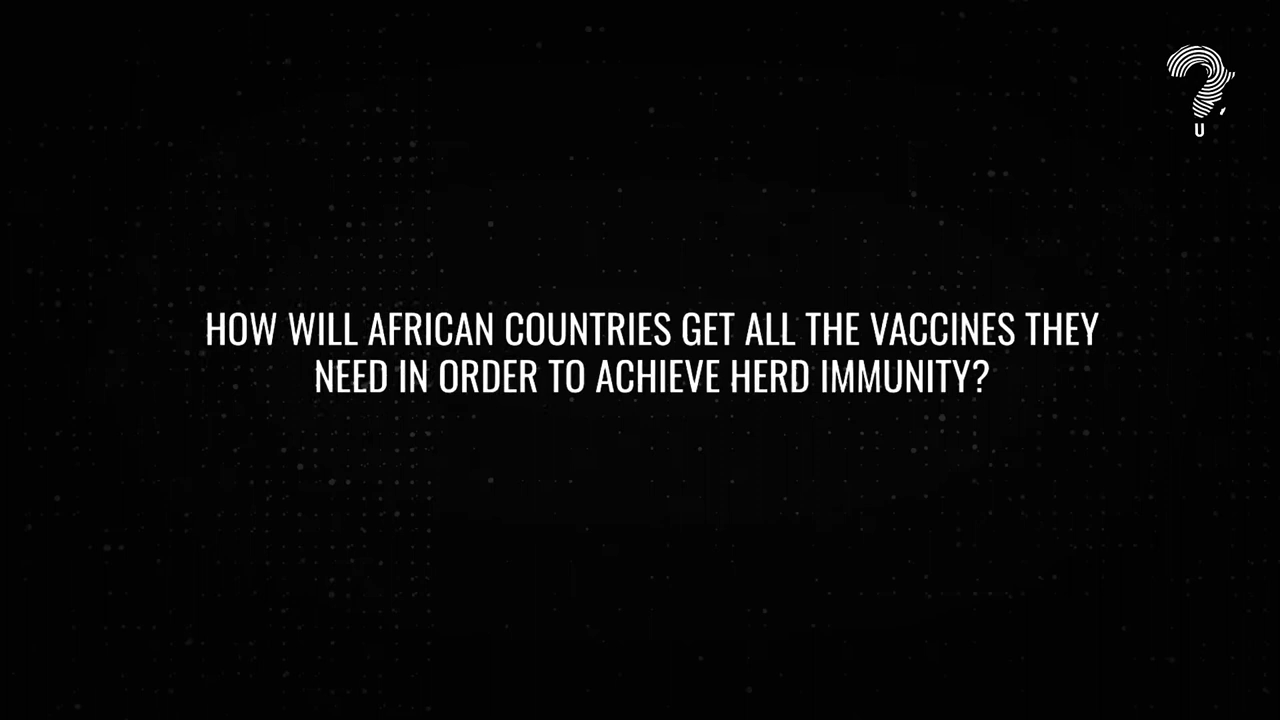 U
HOW WILL AFRICAN COUNTRIES GET ALL THE VACCINES THEY
NEED IN ORDER TO ACHIEVE HERD IMMUNITY?